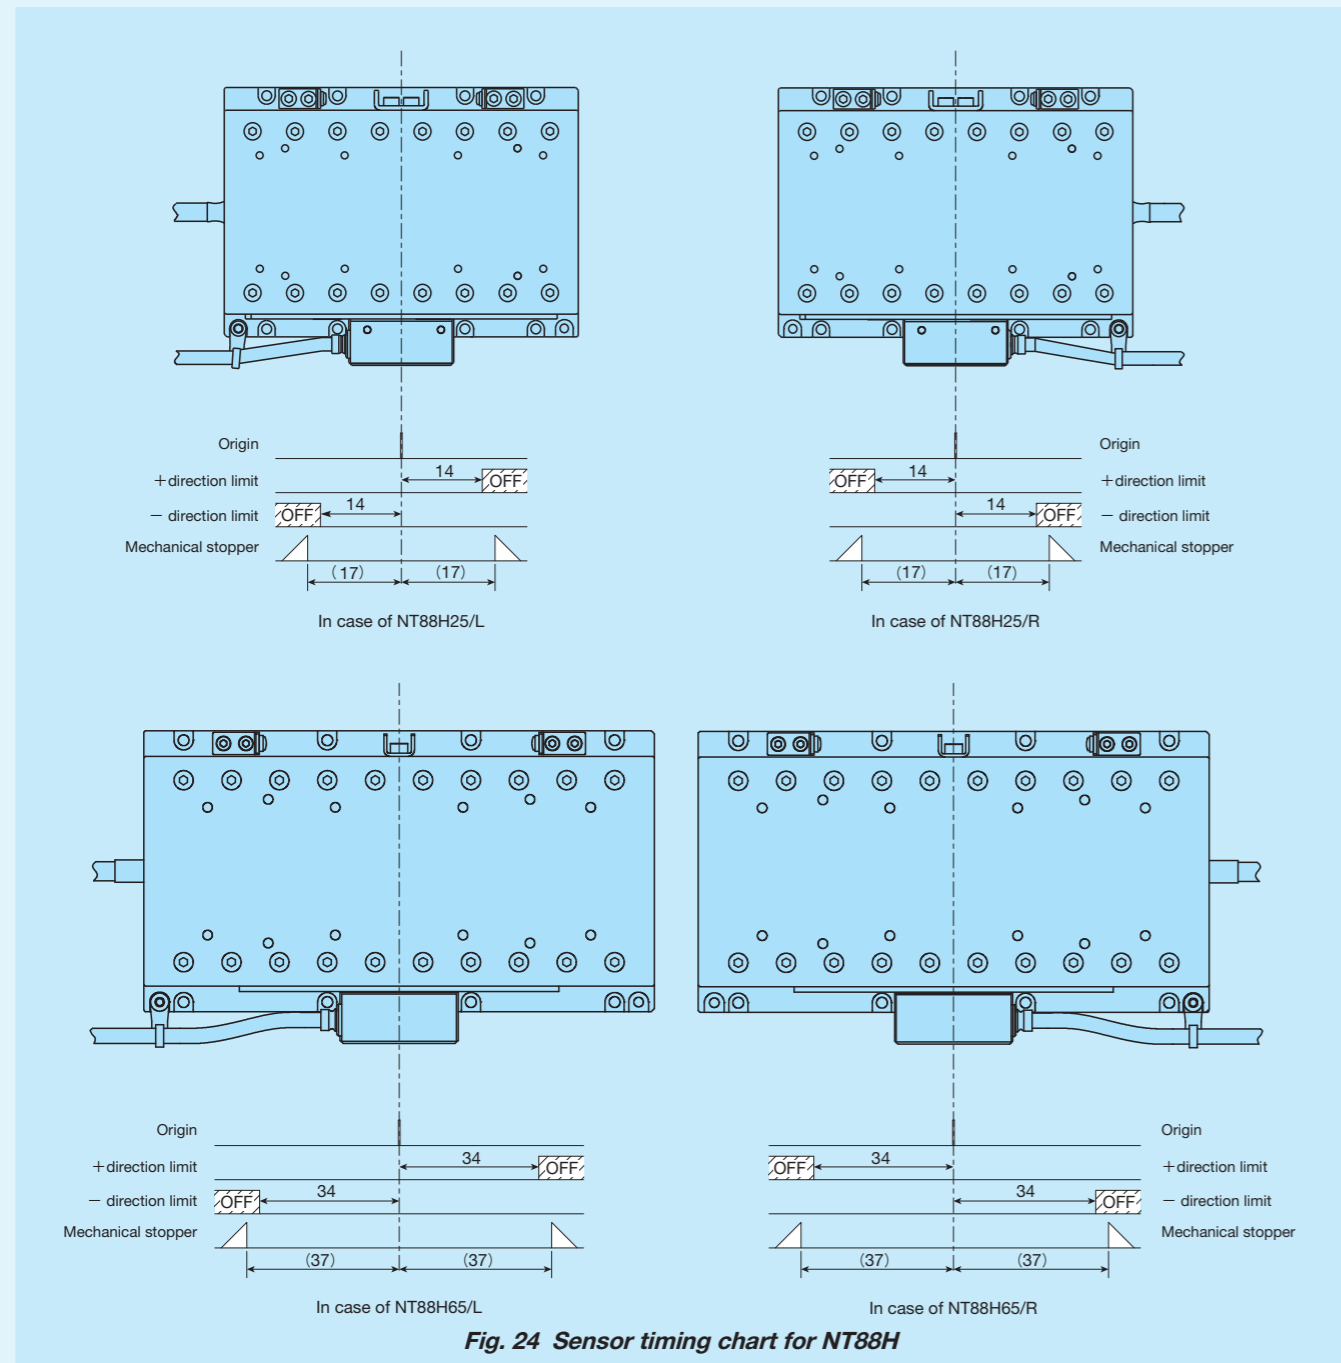 Origin
+direction limit
14
OFF
− direction limit
OFF
14
Mechanical stopper
(17)
(17)
In case of NT88H25/L
Origin
OFF
14
+direction limit
14
OFF
− direction limit
Mechanical stopper
(17)
(17)
In case of NT88H25/R
Origin
+direction limit
34
OFF
− direction limit
OFF
34
Mechanical stopper
(37)
(37)
In case of NT88H65/L
Origin
OFF
34
+direction limit
34
OFF
− direction limit
Mechanical stopper
(37)
(37)
In case of NT88H65/R
Fig. 24 Sensor timing chart for NT88H